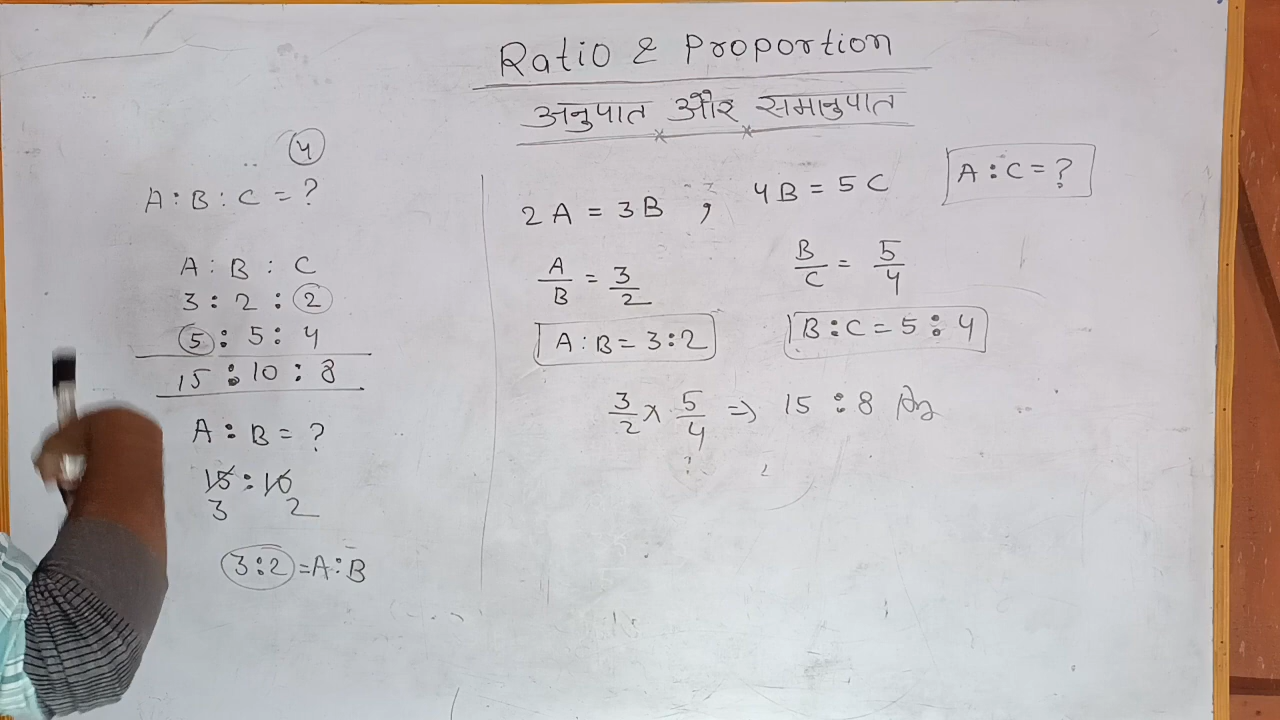 Ratio & Proportion
अनुपात और समानुपात
4
A : B : C = ?
A : B : C
3 : 2 : 2
5 : 5 : 4
15 : 10 : 8
A : B = ?
15 : 10
3 2
3:2 = A:B
2A = 3B , 4B = 5C
A:C = ?
A/B = 3/2
B/C = 5/4
A:B = 3:2
B:C = 5:4
3/2 x 5/4 => 15 : 8